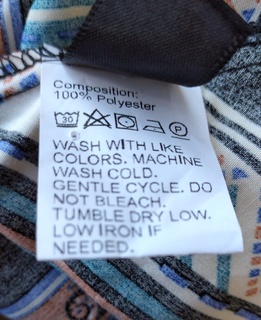 Composition:
100% Polyester
30 P
WASH WITH LIKE
COLORS. MACHINE
WASH COLD.
GENTLE CYCLE. DO
NOT BLEACH.
TUMBLE DRY LOW.
LOW IRON IF
NEEDED.